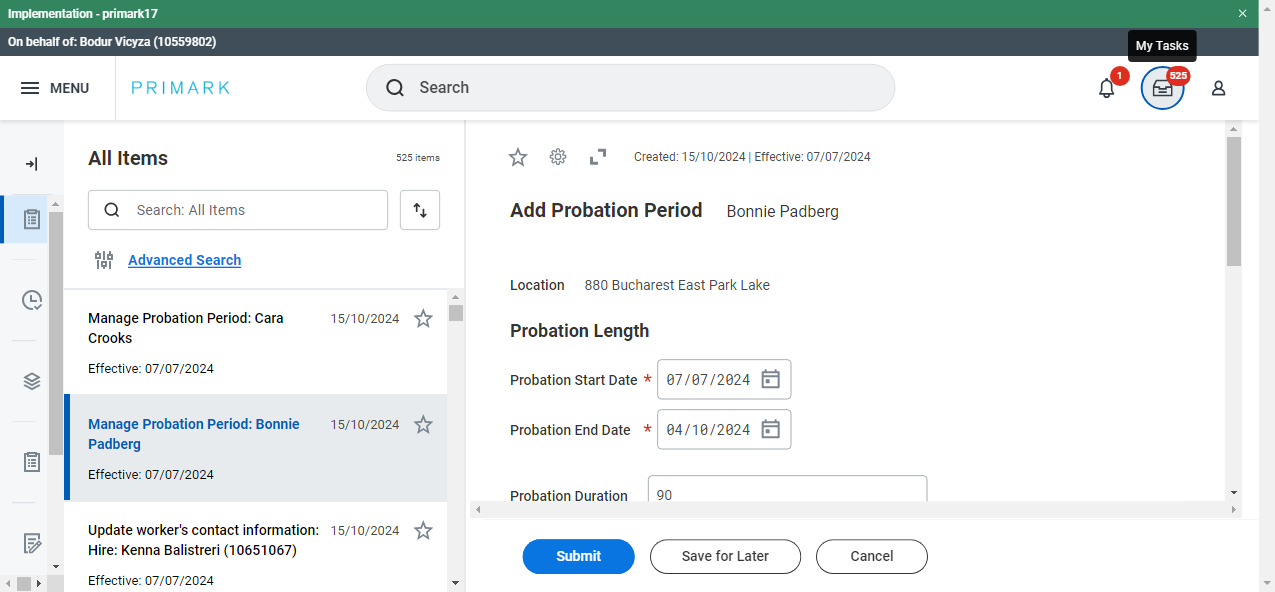 Implementation - primark17
On behalf of: Bodur Vicyza (10559802)
My Tasks
MENU
PRIMARK
Search
1
525
All Items
525 items
Search: All Items
Advanced Search
Manage Probation Period: Cara
Crooks
15/10/2024
Effective: 07/07/2024
Manage Probation Period: Bonnie
Padberg
15/10/2024
Effective: 07/07/2024
Update worker's contact information:
Hire: Kenna Balistreri (10651067)
15/10/2024
Effective: 07/07/2024
Created: 15/10/2024 | Effective: 07/07/2024
Add Probation Period Bonnie Padberg
Location 880 Bucharest East Park Lake
Probation Length
Probation Start Date * 07/07/2024
Probation End Date * 04/10/2024
Probation Duration 90
Submit Save for Later Cancel